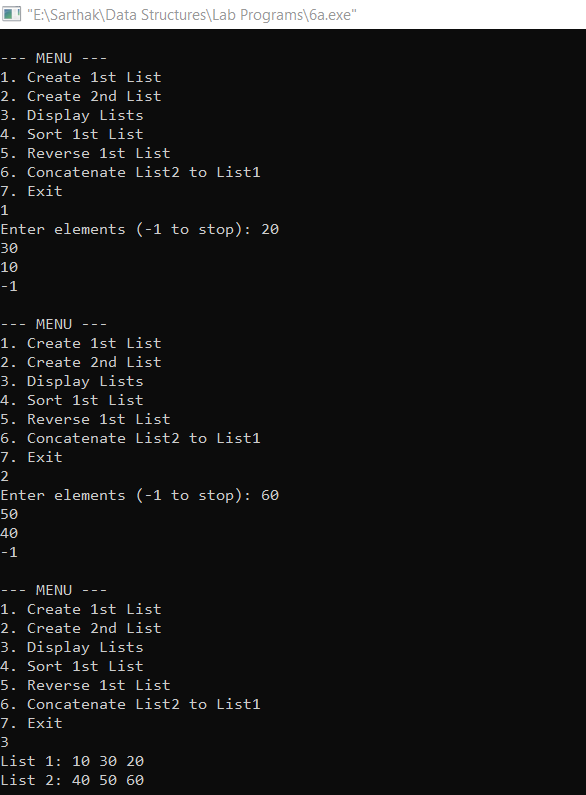 "E:\Sarthak\Data Structures\Lab Programs\6a.exe"
--- MENU ---
1. Create 1st List
2. Create 2nd List
3. Display Lists
4. Sort 1st List
5. Reverse 1st List
6. Concatenate List2 to List1
7. Exit
1
Enter elements (-1 to stop): 20
30
10
-1
--- MENU ---
1. Create 1st List
2. Create 2nd List
3. Display Lists
4. Sort 1st List
5. Reverse 1st List
6. Concatenate List2 to List1
7. Exit
2
Enter elements (-1 to stop): 60
50
40
-1
--- MENU ---
1. Create 1st List
2. Create 2nd List
3. Display Lists
4. Sort 1st List
5. Reverse 1st List
6. Concatenate List2 to List1
7. Exit
3
List 1: 10 30 20
List 2: 40 50 60